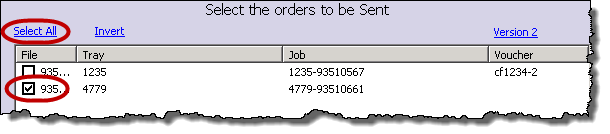 Select the orders to be Sent
Select All Invert Version 2
File Tray Job Voucher
935... 1235 1235-93510567 cf1234-2
935... 4779 4779-93510661